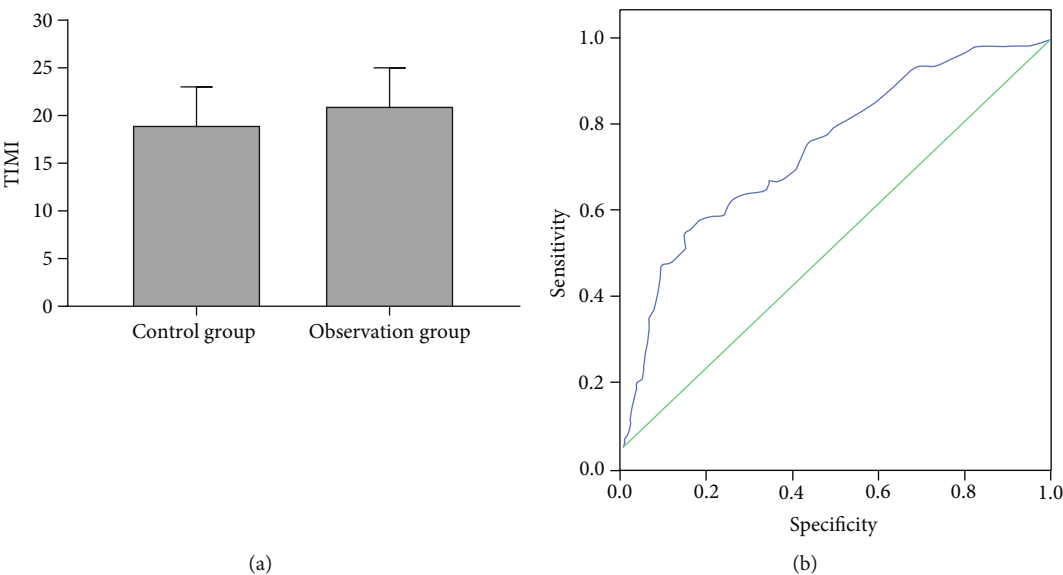 30
25
20
15
10
5
0
TIMI
Control group
Observation group
(a)
1.0
0.8
0.6
0.4
0.2
0.0
Sensitivity
0.0 0.2 0.4 0.6 0.8 1.0
Specificity
(b)